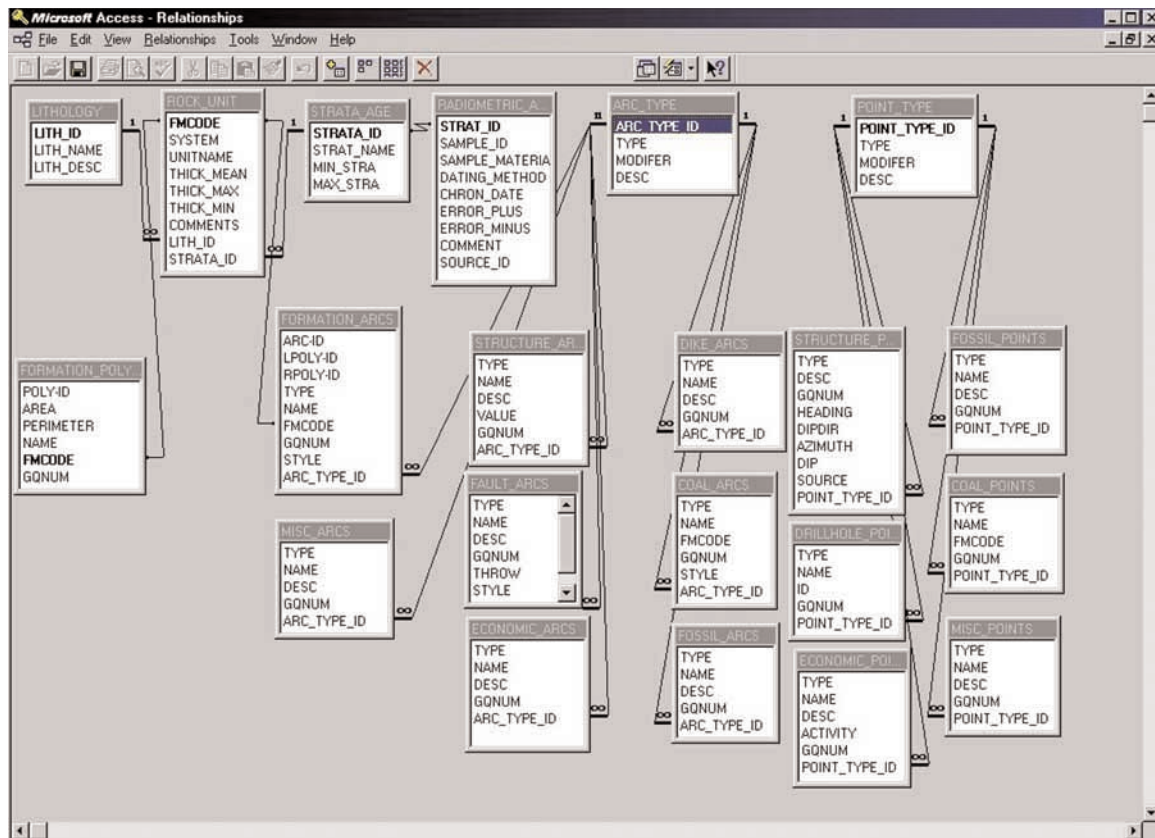 Microsoft Access - Relationships
File Edit View Relationships Tools Window Help
LITHOLOGY
LITH_ID
LITH_NAME
LITH_DESC
ROCK_UNIT
FMCODE
SYSTEM
UNITNAME
THICK_MEAN
THICK_MAX
THICK_MIN
COMMENTS
LITH_ID
STRATA_ID
STRATA_AGE
STRATA_ID
STRAT_NAME
MIN_STRA
MAX_STRA
RADIOMETRIC_A...
STRAT_ID
SAMPLE_ID
SAMPLE_MATERIA
DATING_METHOD
CHRON_DATE
ERROR_PLUS
ERROR_MINUS
COMMENT
SOURCE_ID
ARC_TYPE
ARC_TYPE_ID
TYPE
MODIFER
DESC
POINT_TYPE
POINT_TYPE_ID
TYPE
MODIFER
DESC
1
∞
1
∞
1
1
1
FORMATION_POLY...
POLY-ID
AREA
PERIMETER
NAME
FMCODE
GQNUM
FORMATION_ARCS
ARC-ID
LPOLY-ID
RPOLY-ID
TYPE
NAME
FMCODE
GQNUM
STYLE
ARC_TYPE_ID
∞
STRUCTURE_AR...
TYPE
NAME
DESC
VALUE
GQNUM
ARC_TYPE_ID
∞
DIKE_ARCS
TYPE
NAME
DESC
GQNUM
ARC_TYPE_ID
∞
STRUCTURE_P...
TYPE
DESC
GQNUM
HEADING
DIPDIR
AZIMUTH
DIP
SOURCE
POINT_TYPE_ID
∞
FOSSIL_POINTS
TYPE
NAME
DESC
GQNUM
POINT_TYPE_ID
∞
MISC_ARCS
TYPE
NAME
DESC
GQNUM
ARC_TYPE_ID
∞
FAULT_ARCS
TYPE
NAME
DESC
GQNUM
THROW
STYLE
∞
COAL_ARCS
TYPE
NAME
FMCODE
GQNUM
STYLE
ARC_TYPE_ID
∞
DRILLHOLE_POI...
TYPE
NAME
ID
GQNUM
POINT_TYPE_ID
∞
COAL_POINTS
TYPE
NAME
FMCODE
GQNUM
POINT_TYPE_ID
∞
ECONOMIC_ARCS
TYPE
NAME
DESC
GQNUM
ARC_TYPE_ID
∞
FOSSIL_ARCS
TYPE
NAME
DESC
GQNUM
ARC_TYPE_ID
∞
ECONOMIC_POI...
TYPE
NAME
DESC
ACTIVITY
GQNUM
POINT_TYPE_ID
∞
MISC_POINTS
TYPE
NAME
DESC
GQNUM
POINT_TYPE_ID
∞